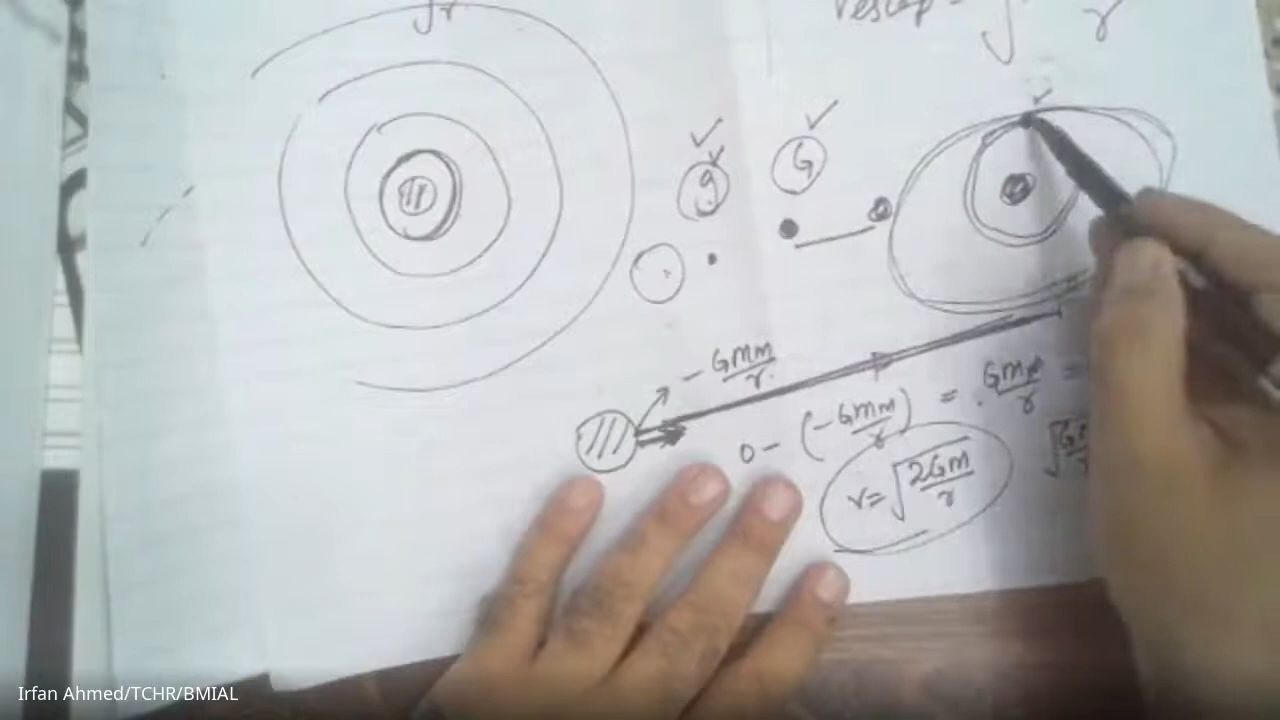 √r
Vescap = √ r
g
G
- GMm/r
0 - (-GMm/r) = GMm/r =
v = √2GM/r
Irfan Ahmed/TCHR/BMIAL